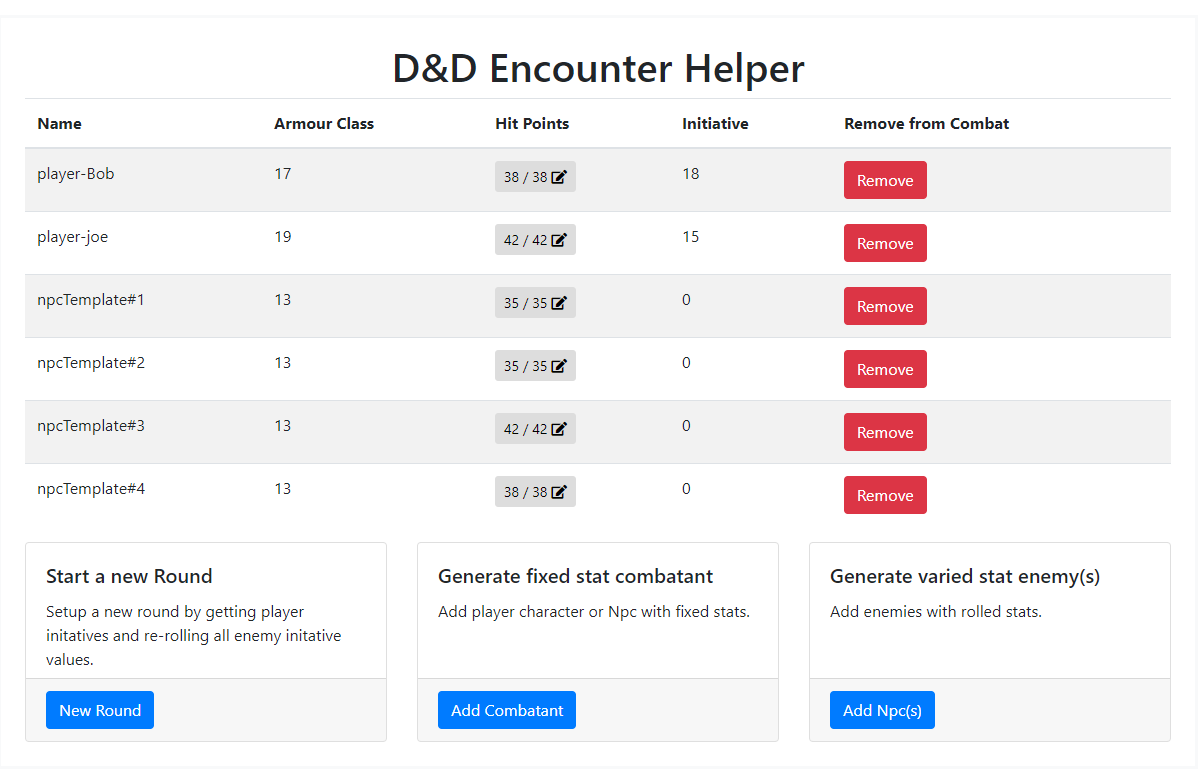 D&D Encounter Helper
Name Armour Class Hit Points Initiative Remove from Combat
player-Bob 17 38 / 38 18 Remove
player-joe 19 42 / 42 15 Remove
npcTemplate#1 13 35 / 35 0 Remove
npcTemplate#2 13 35 / 35 0 Remove
npcTemplate#3 13 42 / 42 0 Remove
npcTemplate#4 13 38 / 38 0 Remove
Start a new Round
Setup a new round by getting player
initatives and re-rolling all enemy initative
values.
New Round
Generate fixed stat combatant
Add player character or Npc with fixed stats.
Add Combatant
Generate varied stat enemy(s)
Add enemies with rolled stats.
Add Npc(s)